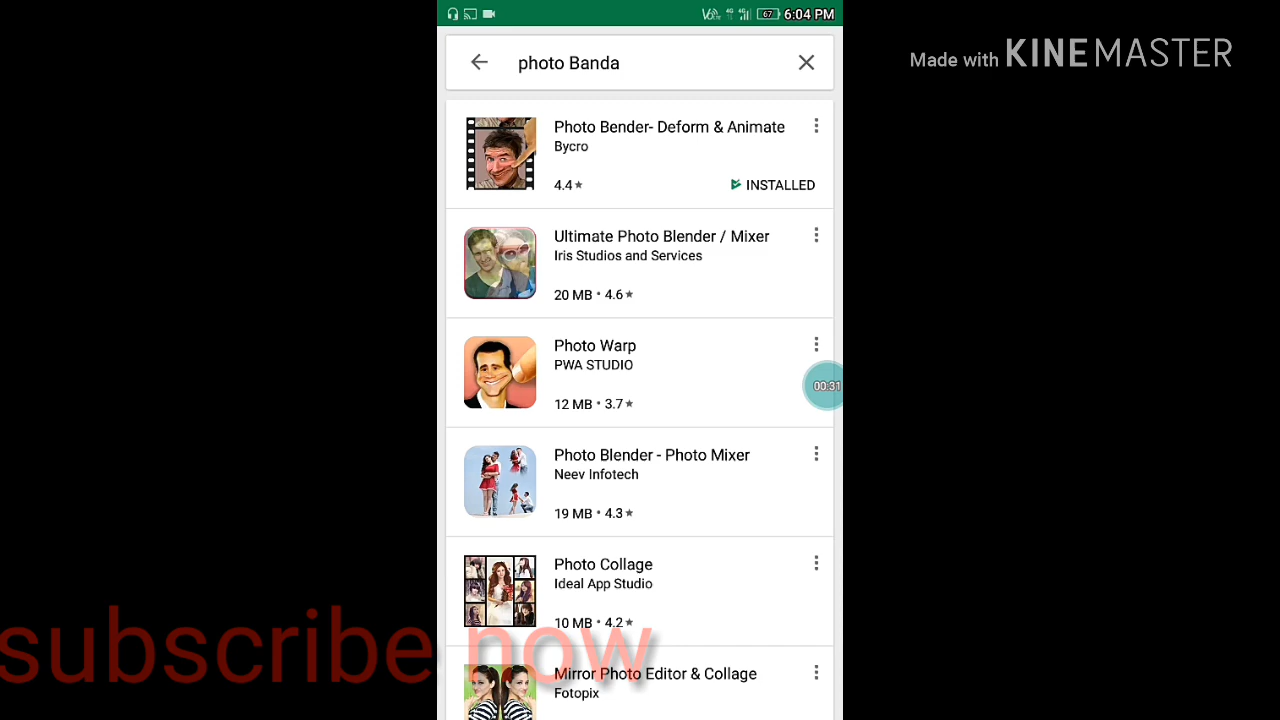 6:04 PM
67
Made with KINEMASTER
photo Banda
Photo Bender- Deform & Animate
Bycro
4.4★
INSTALLED
Ultimate Photo Blender / Mixer
Iris Studios and Services
20 MB • 4.6★
Photo Warp
PWA STUDIO
12 MB • 3.7★
00:31
Photo Blender - Photo Mixer
Neev Infotech
19 MB • 4.3★
Photo Collage
Ideal App Studio
10 MB • 4.2★
subscribe now
Mirror Photo Editor & Collage
Fotopix